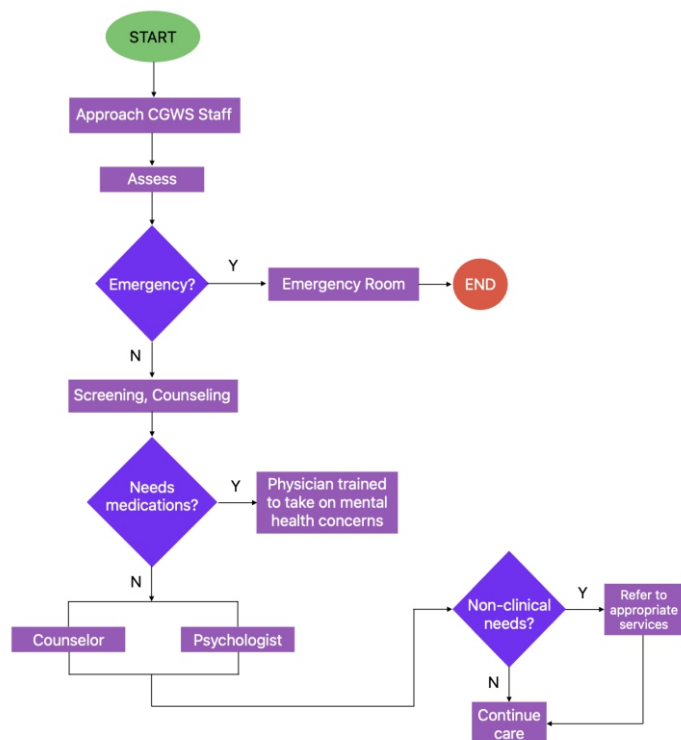 START
Approach CGWS Staff
Assess
Emergency?
Y
Emergency Room
END
N
Screening, Counseling
Needs
medications?
Y
Physician trained
to take on mental
health concerns
N
Counselor
Psychologist
Non-clinical
needs?
Y
Refer to
appropriate
services
N
Continue
care